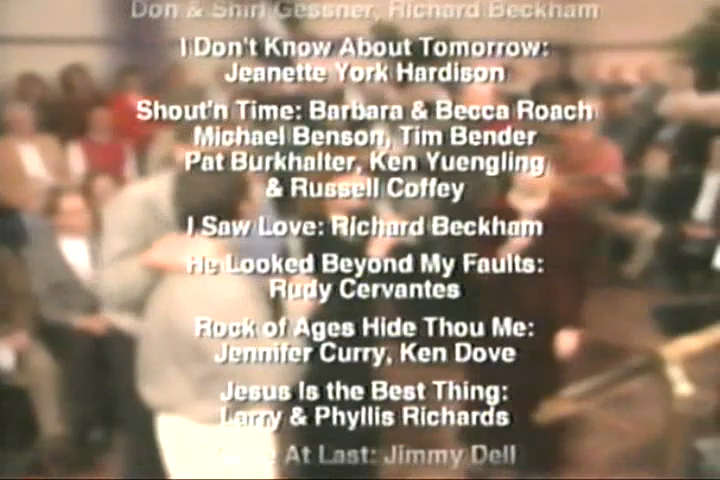 Don & Shirl Gessner, Richard Beckham
I Don't Know About Tomorrow:
Jeanette York Hardison
Shout'n Time: Barbara & Becca Roach
Michael Benson, Tim Bender
Pat Burkhalter, Ken Yuengling
& Russell Coffey
I Saw Love: Richard Beckham
He Looked Beyond My Faults:
Rudy Cervantes
Rock of Ages Hide Thou Me:
Jennifer Curry, Ken Dove
Jesus Is the Best Thing:
Larry & Phyllis Richards
At Last: Jimmy Dell